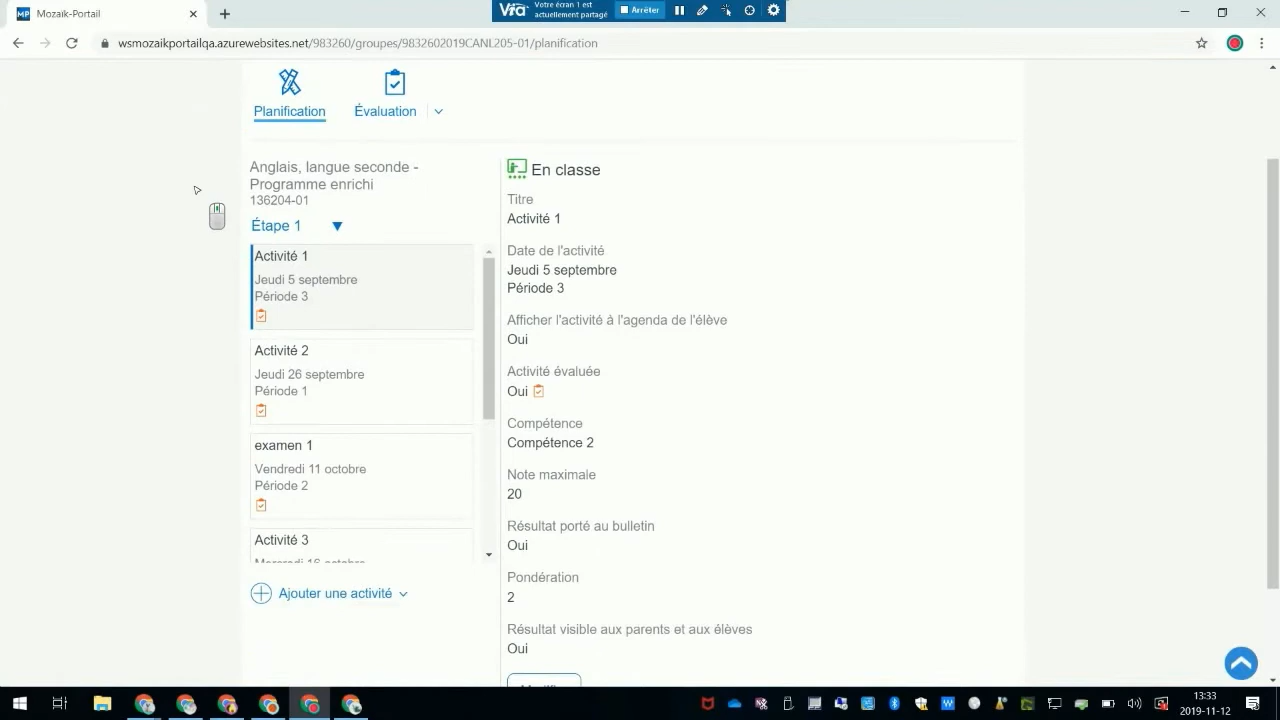 Mozaik-Portail
Via
Votre écran 1 est
actuellement partagé
Arrêter
wsmozaikportailqa.azurewebsites.net/983260/groupes/9832602019CANL205-01/planification
Planification
Évaluation
Anglais, langue seconde -
Programme enrichi
136204-01
Étape 1
Activité 1
Jeudi 5 septembre
Période 3
Activité 2
Jeudi 26 septembre
Période 1
examen 1
Vendredi 11 octobre
Période 2
Activité 3
Mercredi 16 octobre
Ajouter une activité
En classe
Titre
Activité 1
Date de l'activité
Jeudi 5 septembre
Période 3
Afficher l'activité à l'agenda de l'élève
Oui
Activité évaluée
Oui
Compétence
Compétence 2
Note maximale
20
Résultat porté au bulletin
Oui
Pondération
2
Résultat visible aux parents et aux élèves
Oui
13:33
2019-11-12